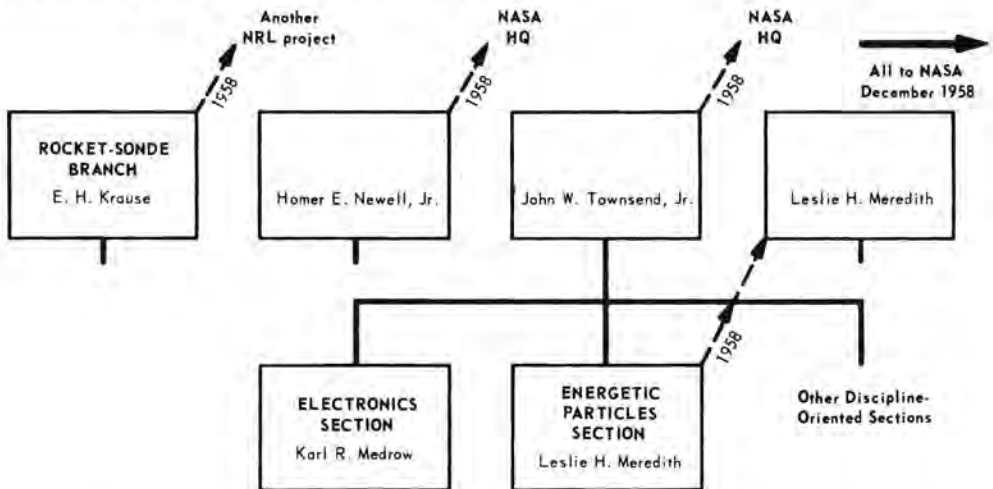 Another
NRL project
NASA
HQ
NASA
HQ
All to NASA
December 1958
1958
1958
1958
ROCKET-SONDE
BRANCH
E. H. Krause
Homer E. Newell, Jr.
John W. Townsend, Jr.
Leslie H. Meredith
1958
ELECTRONICS
SECTION
Karl R. Medrow
ENERGETIC
PARTICLES
SECTION
Leslie H. Meredith
Other Discipline-
Oriented Sections